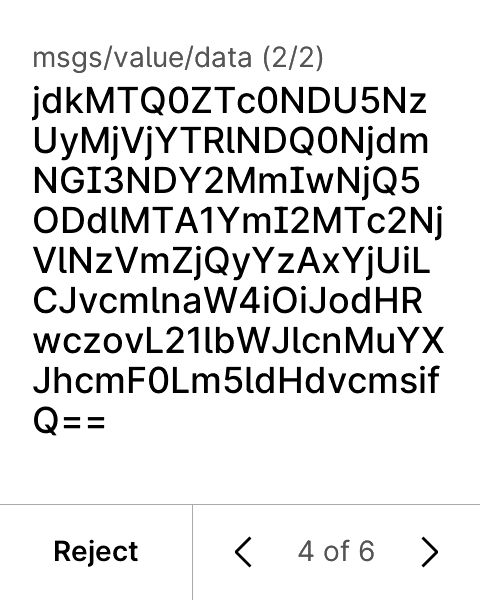 msgs/value/data (2/2)
jdkMTQ0ZTc0NDU5Nz
UyMjVjYTRlNDQ0Njdm
NGI3NDY2MmIwNjQ5
ODdlMTA1YmI2MTc2Nj
VlNzVmZjQyYzAxYjUiL
CJvcmlnaW4iOiJodHR
wczovL21lbWJlcnMuYX
JhcmF0Lm5ldHdvcmsif
Q==
Reject
4 of 6